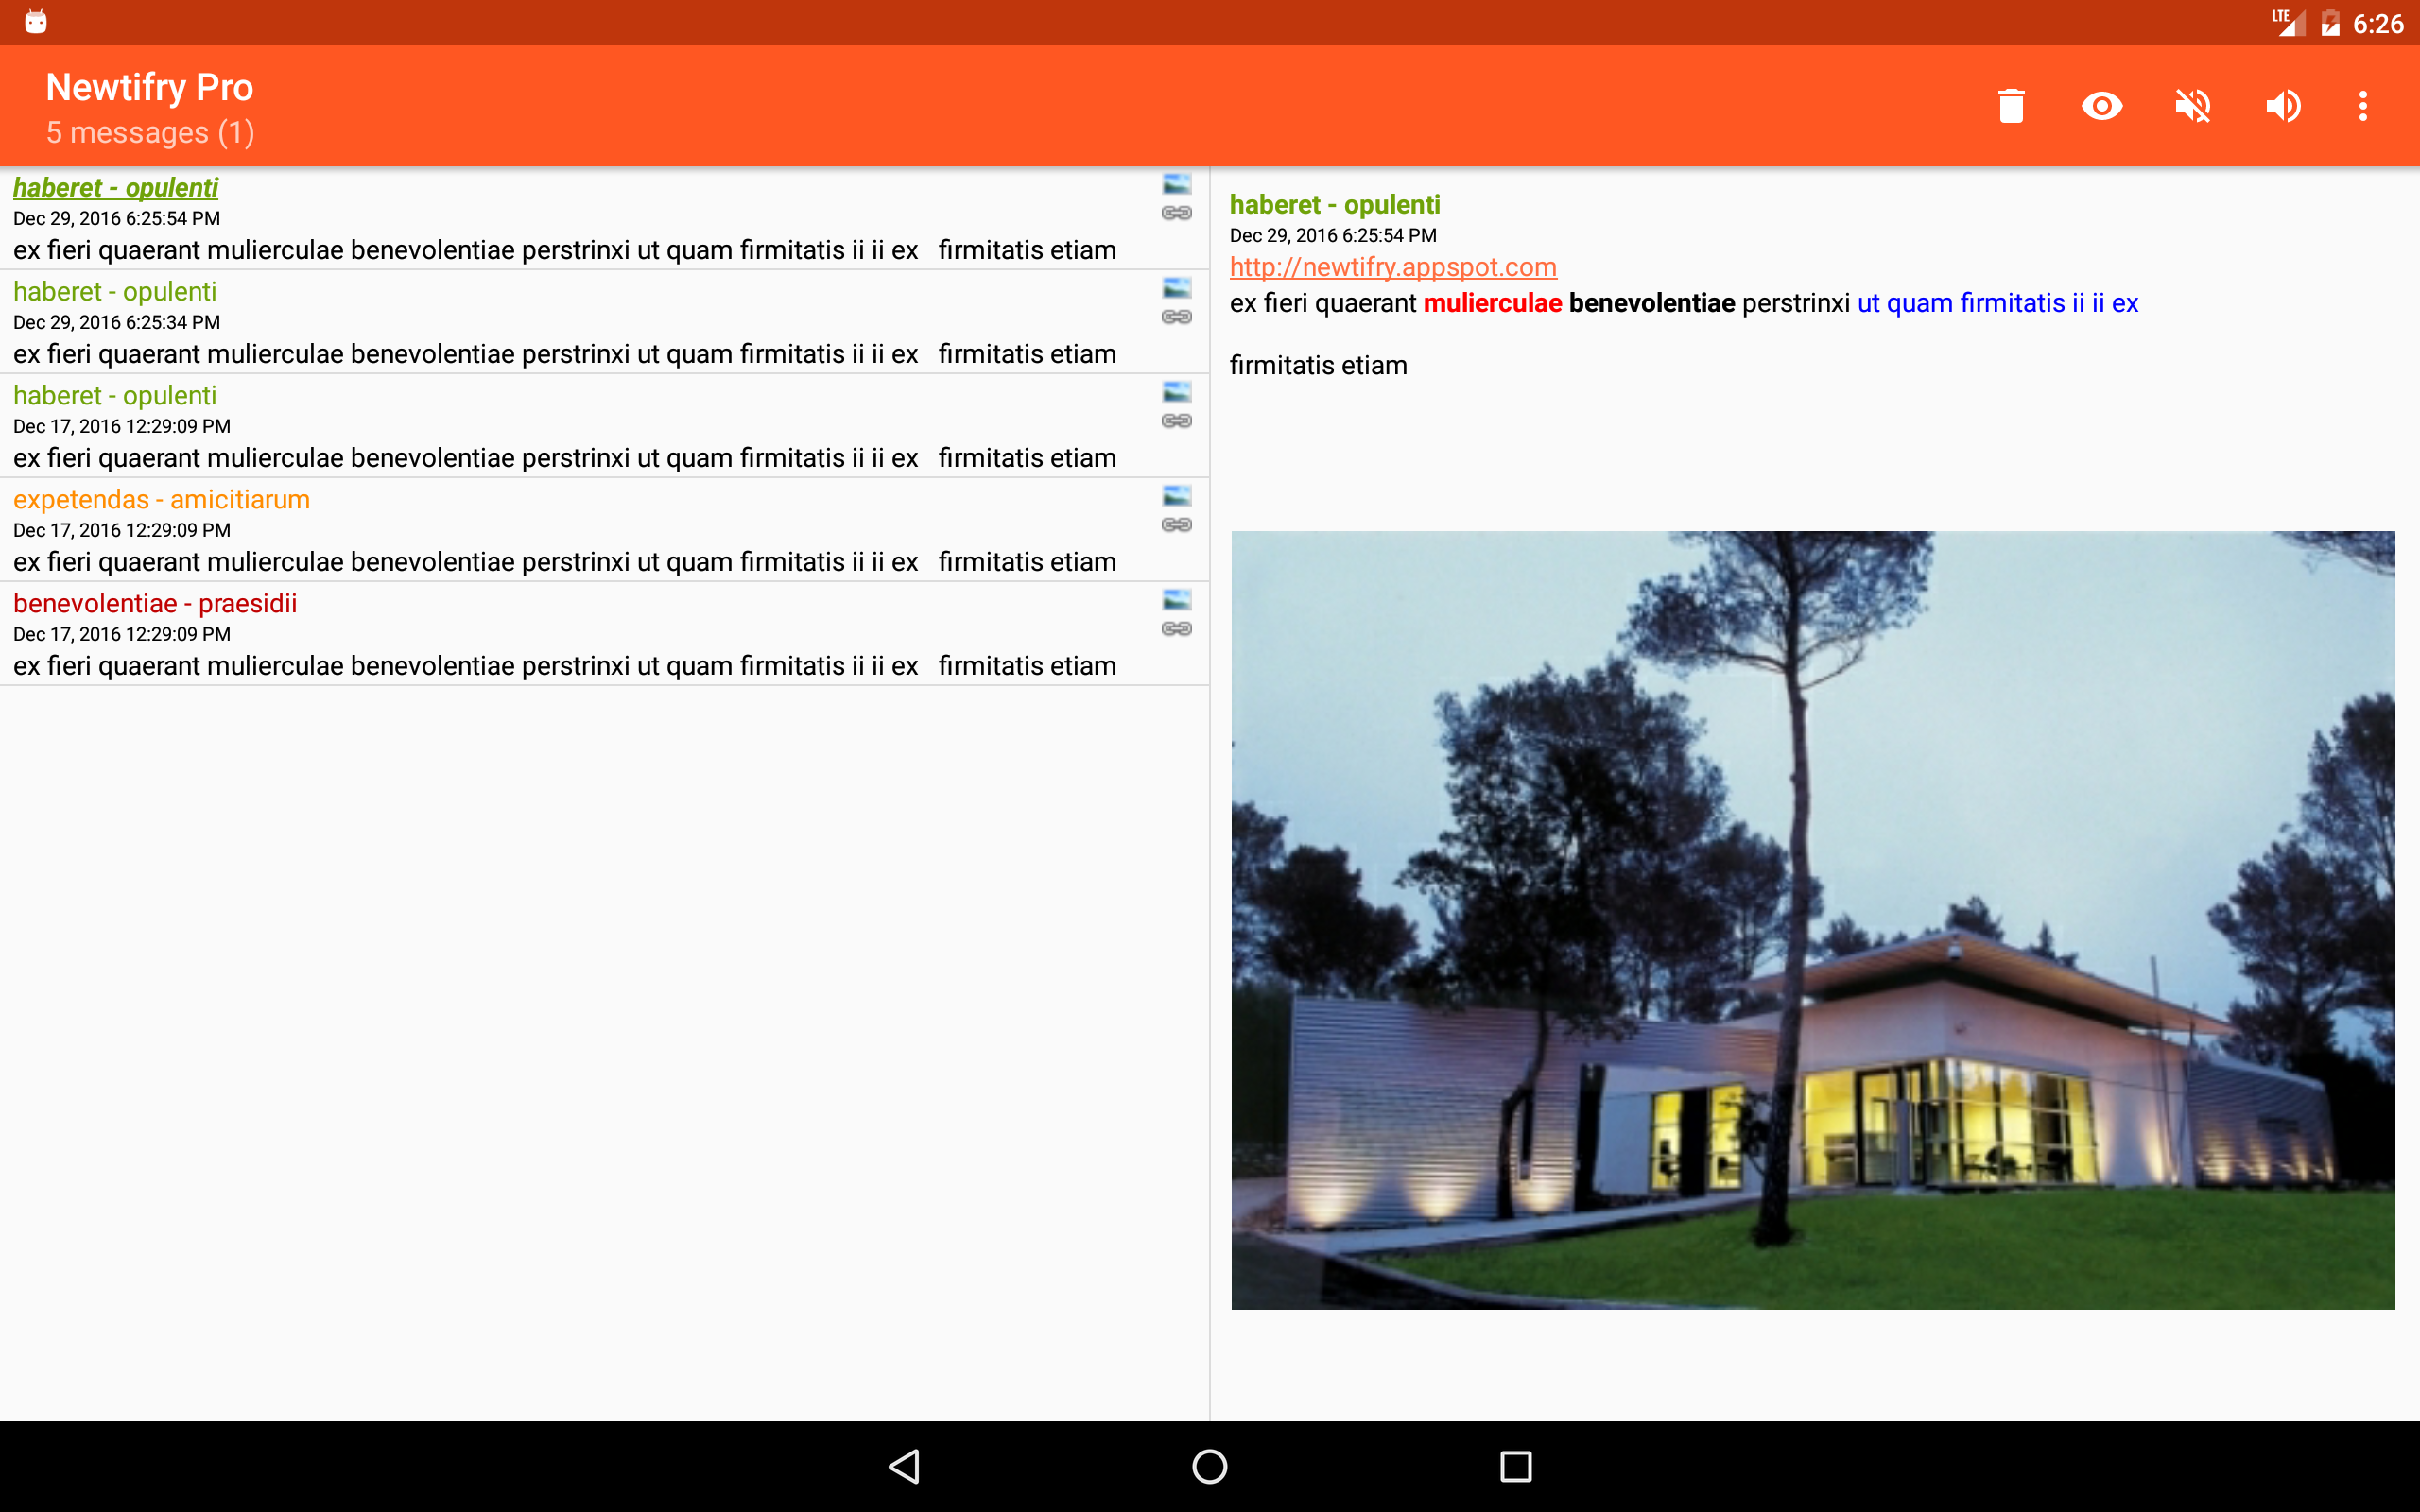 LTE 6:26
Newtifry Pro
5 messages (1)
haberet - opulenti
Dec 29, 2016 6:25:54 PM
ex fieri quaerant mulierculae benevolentiae perstrinxi ut quam firmitatis ii ii ex firmitatis etiam
haberet - opulenti
Dec 29, 2016 6:25:34 PM
ex fieri quaerant mulierculae benevolentiae perstrinxi ut quam firmitatis ii ii ex firmitatis etiam
haberet - opulenti
Dec 17, 2016 12:29:09 PM
ex fieri quaerant mulierculae benevolentiae perstrinxi ut quam firmitatis ii ii ex firmitatis etiam
expetendas - amicitiarum
Dec 17, 2016 12:29:09 PM
ex fieri quaerant mulierculae benevolentiae perstrinxi ut quam firmitatis ii ii ex firmitatis etiam
benevolentiae - praesidii
Dec 17, 2016 12:29:09 PM
ex fieri quaerant mulierculae benevolentiae perstrinxi ut quam firmitatis ii ii ex firmitatis etiam
haberet - opulenti
Dec 29, 2016 6:25:54 PM
http://newtifry.appspot.com
ex fieri quaerant mulierculae benevolentiae perstrinxi ut quam firmitatis ii ii ex
firmitatis etiam